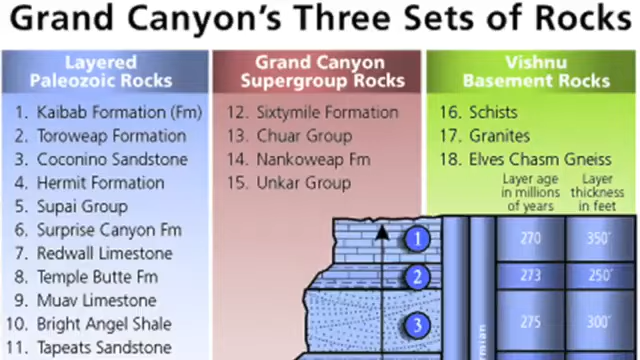 Grand Canyon's Three Sets of Rocks
Layered
Paleozoic Rocks
1. Kaibab Formation (Fm)
2. Toroweap Formation
3. Coconino Sandstone
4. Hermit Formation
5. Supai Group
6. Surprise Canyon Fm
7. Redwall Limestone
8. Temple Butte Fm
9. Muav Limestone
10. Bright Angel Shale
11. Tapeats Sandstone
Grand Canyon
Supergroup Rocks
12. Sixtymile Formation
13. Chuar Group
14. Nankoweap Fm
15. Unkar Group
Vishnu
Basement Rocks
16. Schists
17. Granites
18. Elves Chasm Gneiss
Layer age
in millions
of years
Layer
thickness
in feet
1
270
350'
2
273
250'
3
275
300'